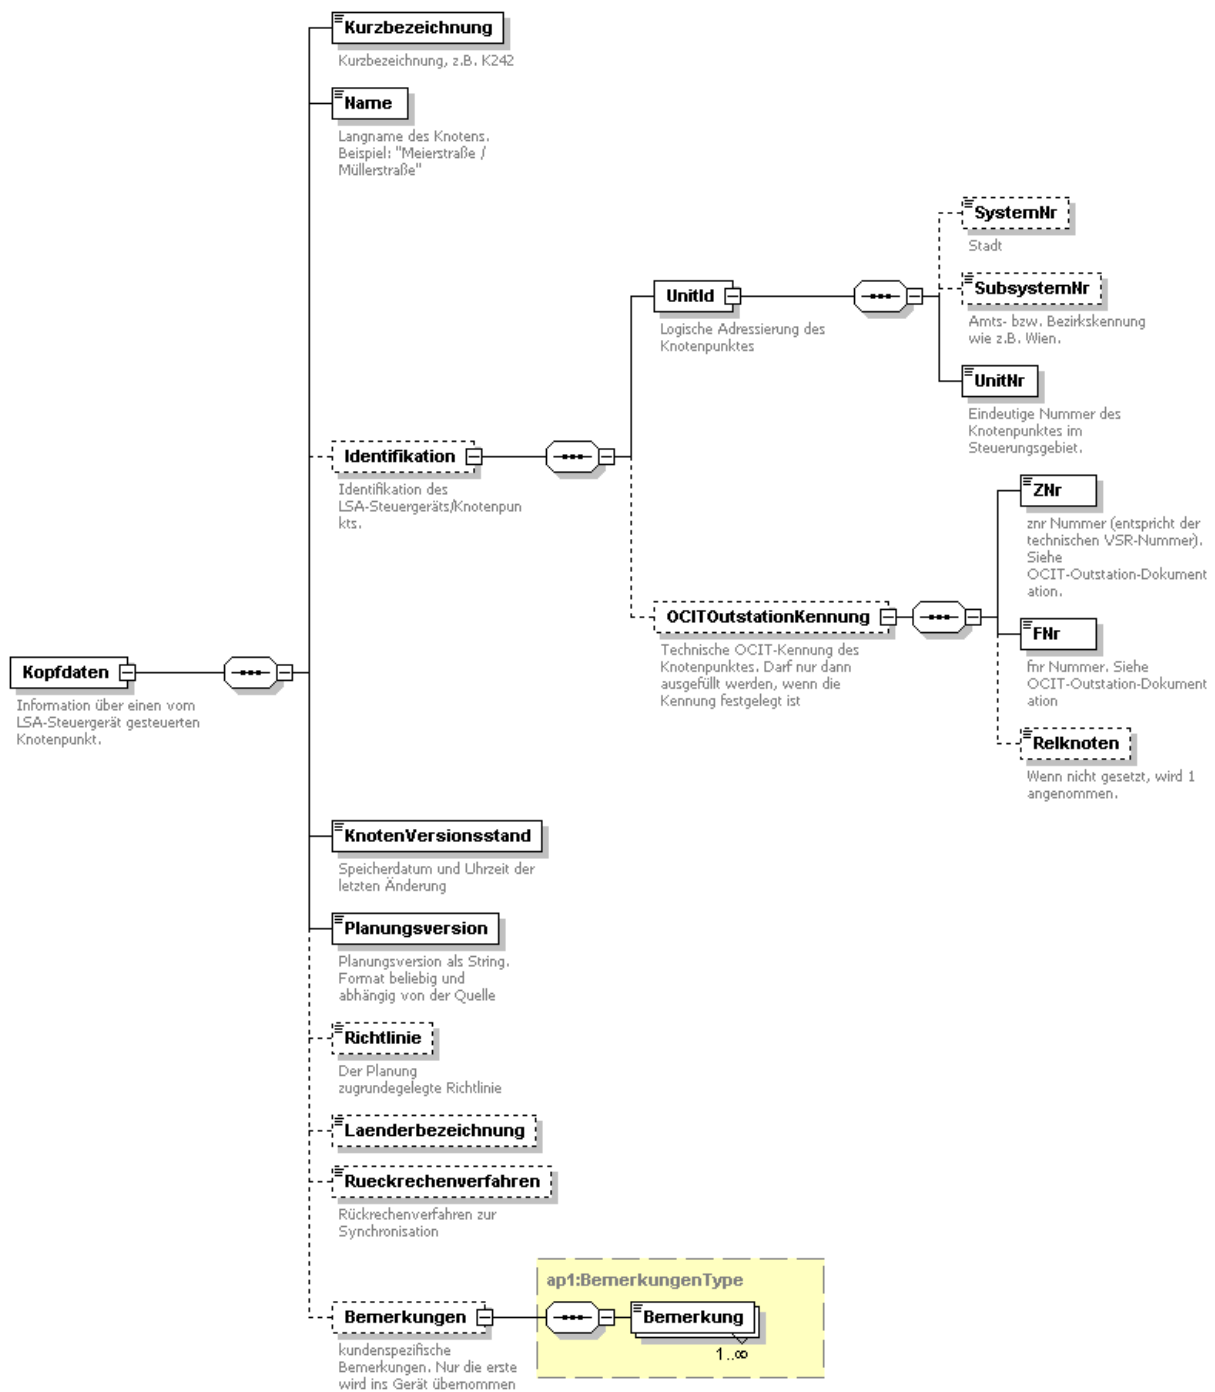 Kurzbezeichnung
Kurzbezeichnung, z.B. K242
Name
Langname des Knotens.
Beispiel: "Meierstraße /
Müllerstraße"
SystemNr
Stadt
SubsystemNr
Amts- bzw. Bezirkskennung
wie z.B. Wien.
UnitId
Logische Adressierung des
Knotenpunktes
UnitNr
Eindeutige Nummer des
Knotenpunktes im
Steuerungsgebiet.
Identifikation
Identifikation des
LSA-Steuergeräts/Knotenpun
kts.
ZNr
znr Nummer (entspricht der
technischen VSR-Nummer).
Siehe
OCIT-Outstation-Dokument
ation.
OCITOutstationKennung
Technische OCIT-Kennung des
Knotenpunktes. Darf nur dann
ausgefüllt werden, wenn die
Kennung festgelegt ist
FNr
fnr Nummer. Siehe
OCIT-Outstation-Dokument
ation
Relknoten
Wenn nicht gesetzt, wird 1
angenommen.
Kopfdaten
Information über einen vom
LSA-Steuergerät gesteuerten
Knotenpunkt.
KnotenVersionsstand
Speicherdatum und Uhrzeit der
letzten Änderung
Planungsversion
Planungsversion als String.
Format beliebig und
abhängig von der Quelle
Richtlinie
Der Planung
zugrundegelegte Richtlinie
Laenderbezeichnung
Rueckrechenverfahren
Rückrechenverfahren zur
Synchronisation
ap1:BemerkungenType
Bemerkungen
Bemerkung
1..∞
kundenspezifische
Bemerkungen. Nur die erste
wird ins Gerät übernommen